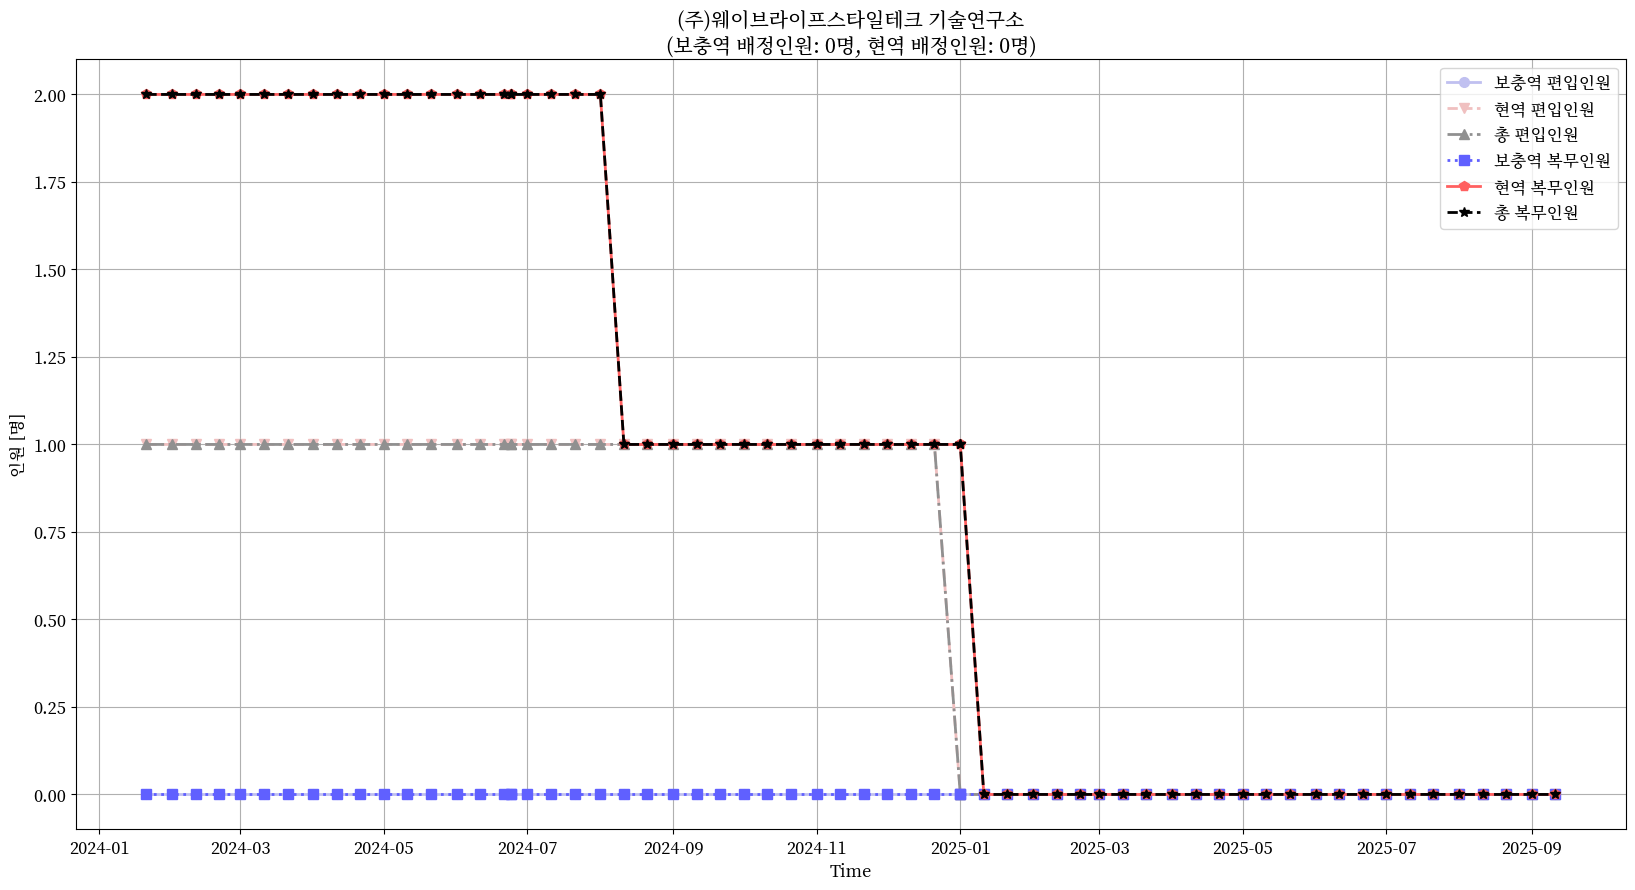 (주)웨이브라이프스타일테크 기술연구소
(보충역 배정인원: 0명, 현역 배정인원: 0명)
보충역 편입인원
현역 편입인원
총 편입인원
보충역 복무인원
현역 복무인원
총 복무인원
인원 [명]
2.00
1.75
1.50
1.25
1.00
0.75
0.50
0.25
0.00
2024-01 2024-03 2024-05 2024-07 2024-09 2024-11 2025-01 2025-03 2025-05 2025-07 2025-09
Time